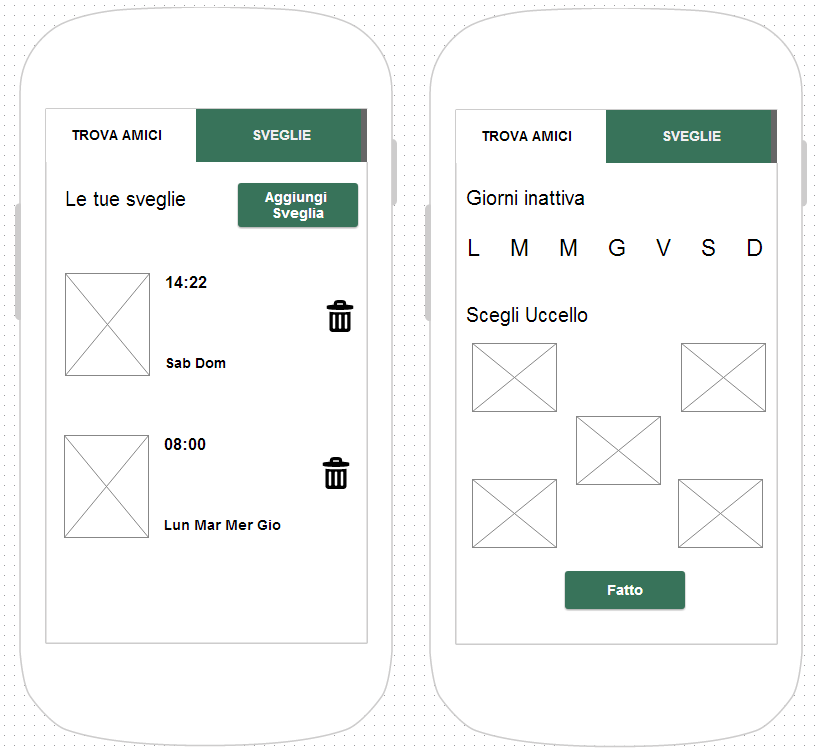 TROVA AMICI
SVEGLIE
Le tue sveglie
Aggiungi
Sveglia
14:22
Sab Dom
08:00
Lun Mar Mer Gio
TROVA AMICI
SVEGLIE
Giorni inattiva
L M M G V S D
Scegli Uccello
Fatto